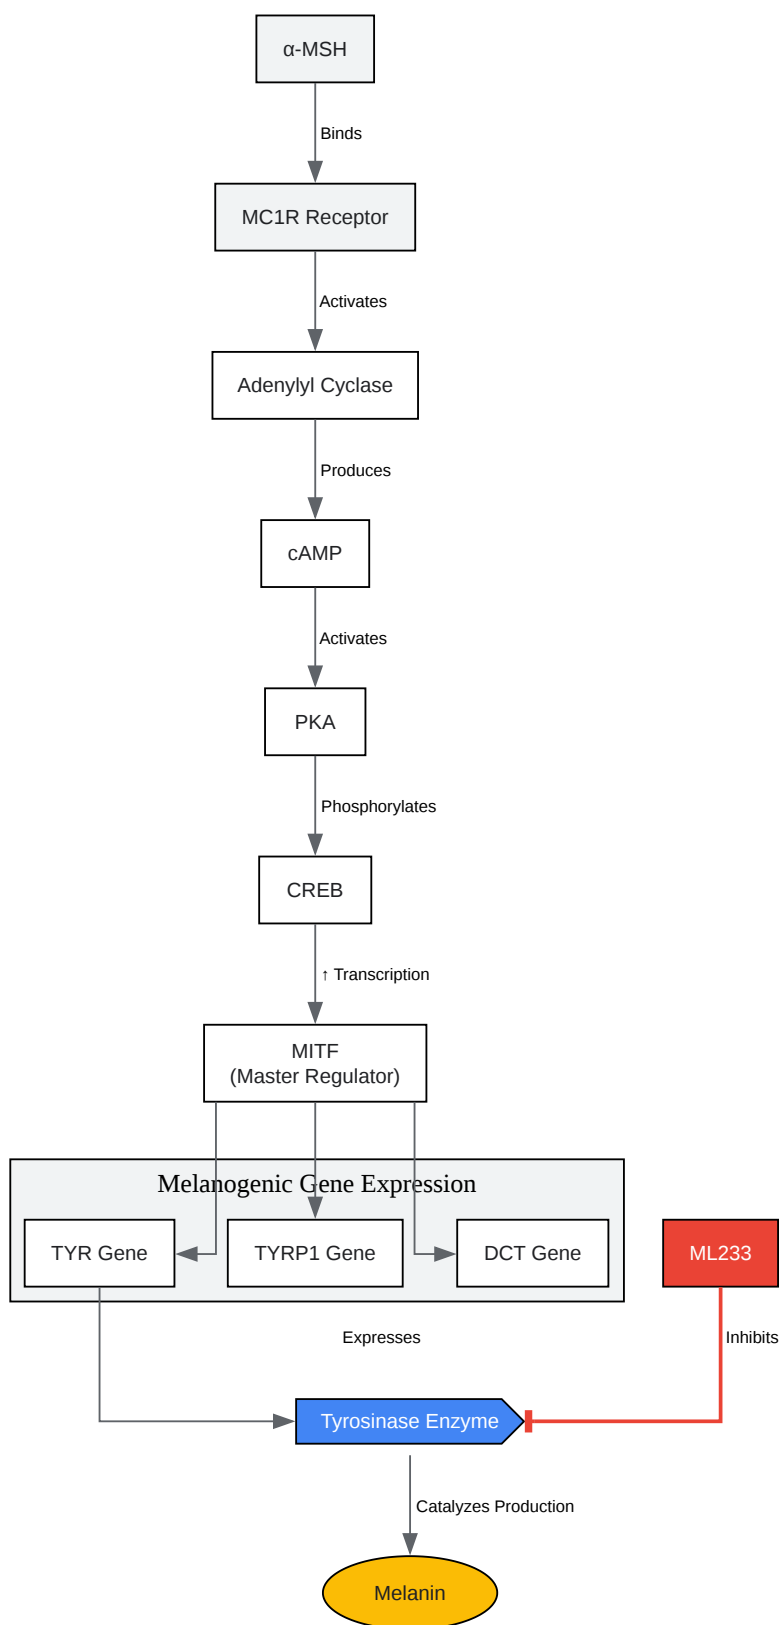 α-MSH
Binds
MC1R Receptor
Activates
Adenylyl Cyclase
Produces
cAMP
Activates
PKA
Phosphorylates
CREB
↑ Transcription
MITF
(Master Regulator)
Melanogenic Gene Expression
TYR Gene
TYRP1 Gene
DCT Gene
ML233
Expresses
Inhibits
Tyrosinase Enzyme
Catalyzes Production
Melanin